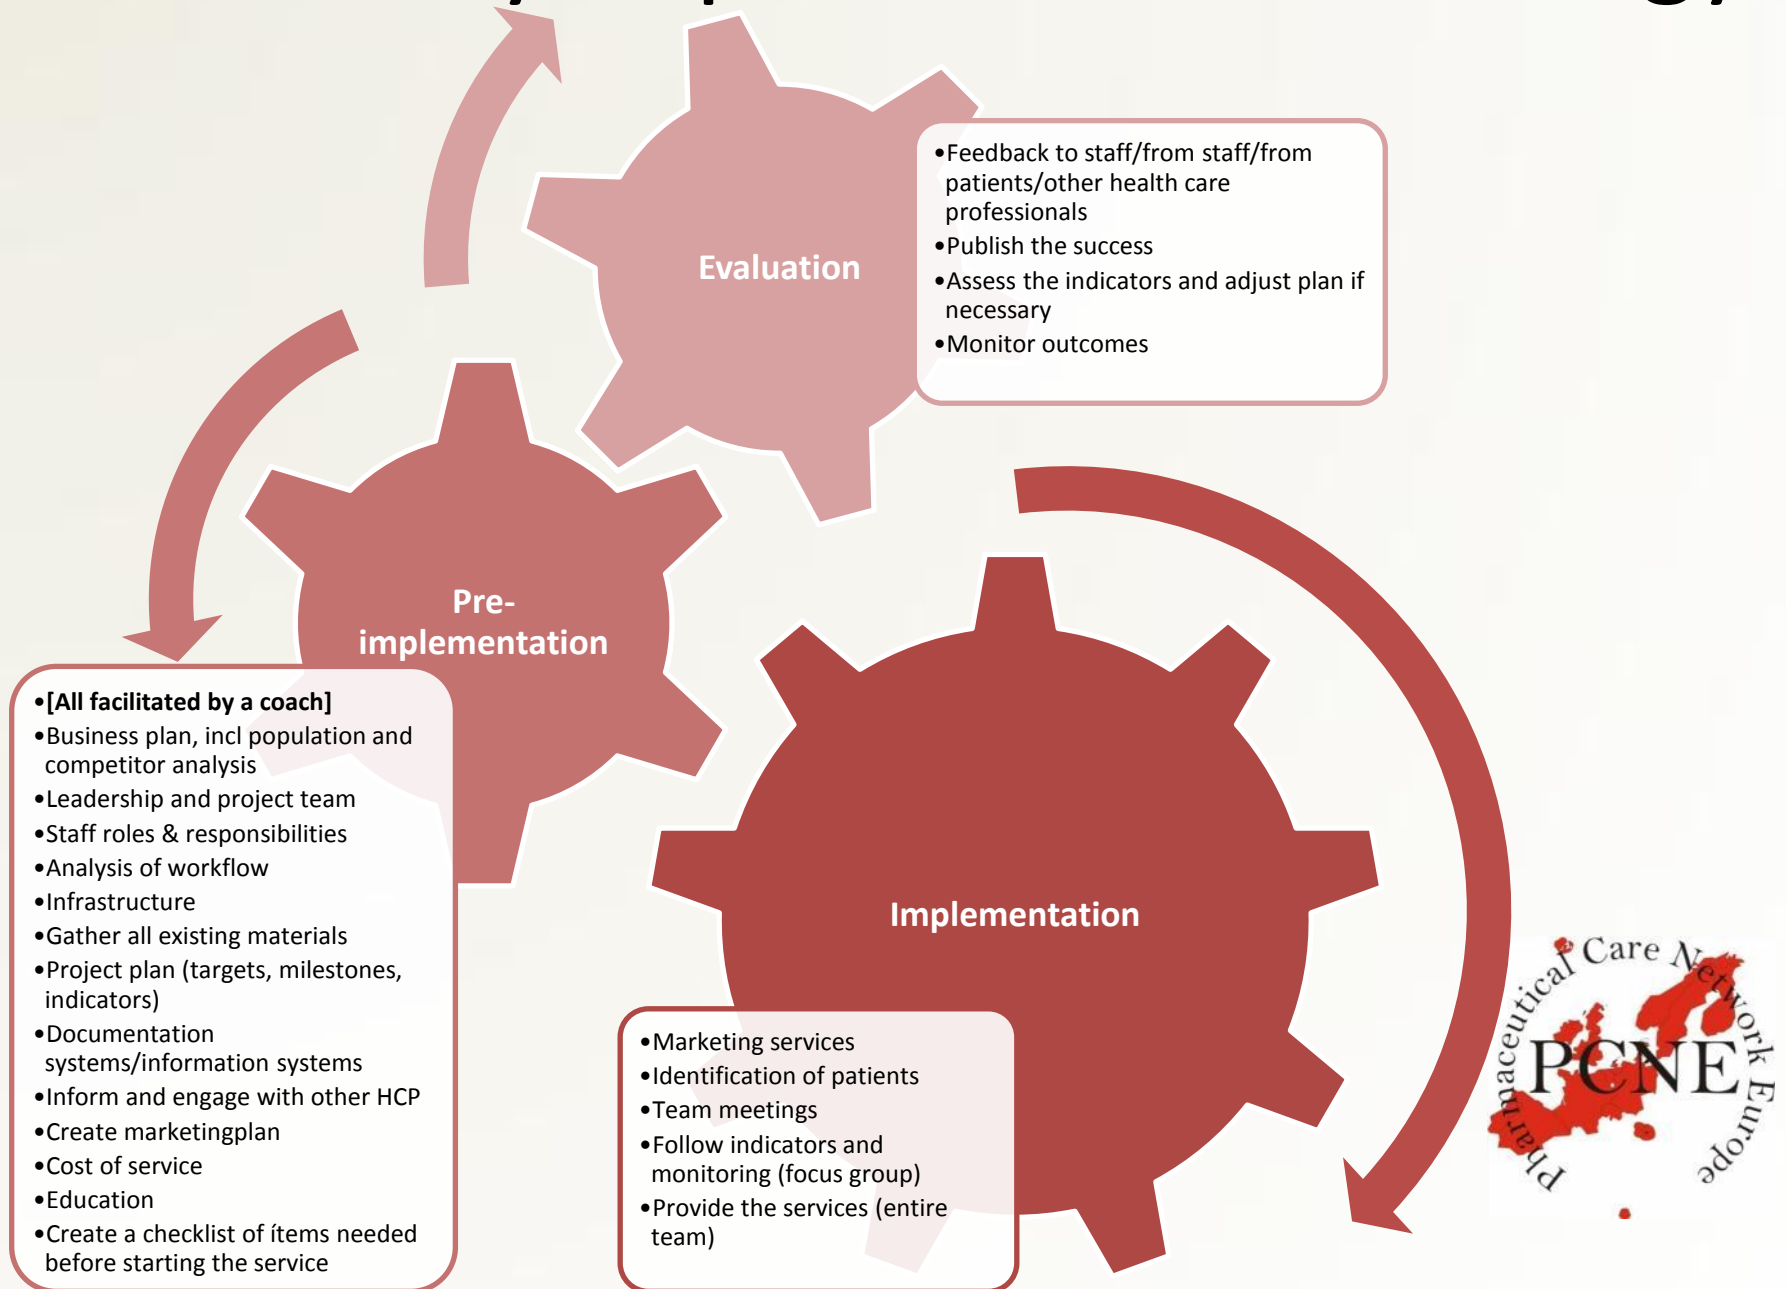 Evaluation
•Feedback to staff/from staff/from
patients/other health care
professionals
•Publish the success
•Assess the indicators and adjust plan if
necessary
•Monitor outcomes
Pre-
implementation
•[All facilitated by a coach]
•Business plan, incl population and
competitor analysis
•Leadership and project team
•Staff roles & responsibilities
•Analysis of workflow
•Infrastructure
•Gather all existing materials
•Project plan (targets, milestones,
indicators)
•Documentation
systems/information systems
•Inform and engage with other HCP
•Create marketingplan
•Cost of service
•Education
•Create a checklist of ítems needed
before starting the service
Implementation
•Marketing services
•Identification of patients
•Team meetings
•Follow indicators and
monitoring (focus group)
•Provide the services (entire
team)
Pharmaceutical Care Network Europe
PCNE